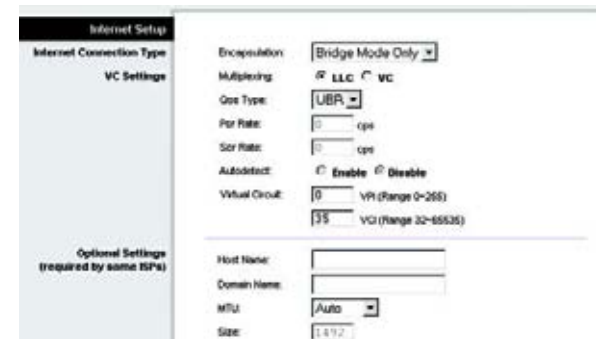 Internet Setup
Internet Connection Type
Encapsulation: Bridge Mode Only
VC Settings
Multiplexing: LLC VC
Qos Type: UBR
Pcr Rate: 0 cps
Scr Rate: 0 cps
Autodetect: Enable Disable
Virtual Circuit: 0 VPI (Range 0~255)
35 VCI (Range 32~65535)
Optional Settings
(required by some ISPs)
Host Name:
Domain Name:
MTU: Auto
Size: 1492